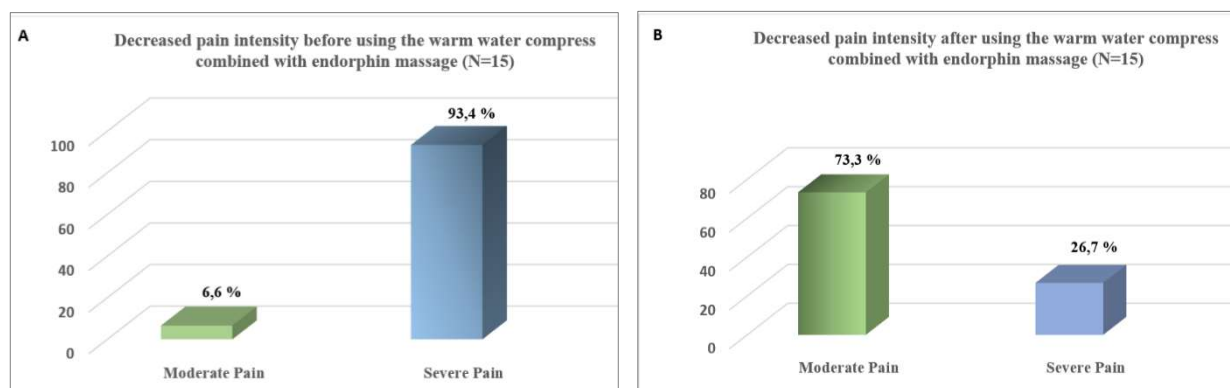 A
Decreased pain intensity before using the warm water compress
combined with endorphin massage (N=15)
93,4 %
100
80
60
40
20
0
6,6 %
Moderate Pain
Severe Pain
B
Decreased pain intensity after using the warm water compress
combined with endorphin massage (N=15)
73,3 %
80
60
40
20
0
26,7 %
Moderate Pain
Severe Pain